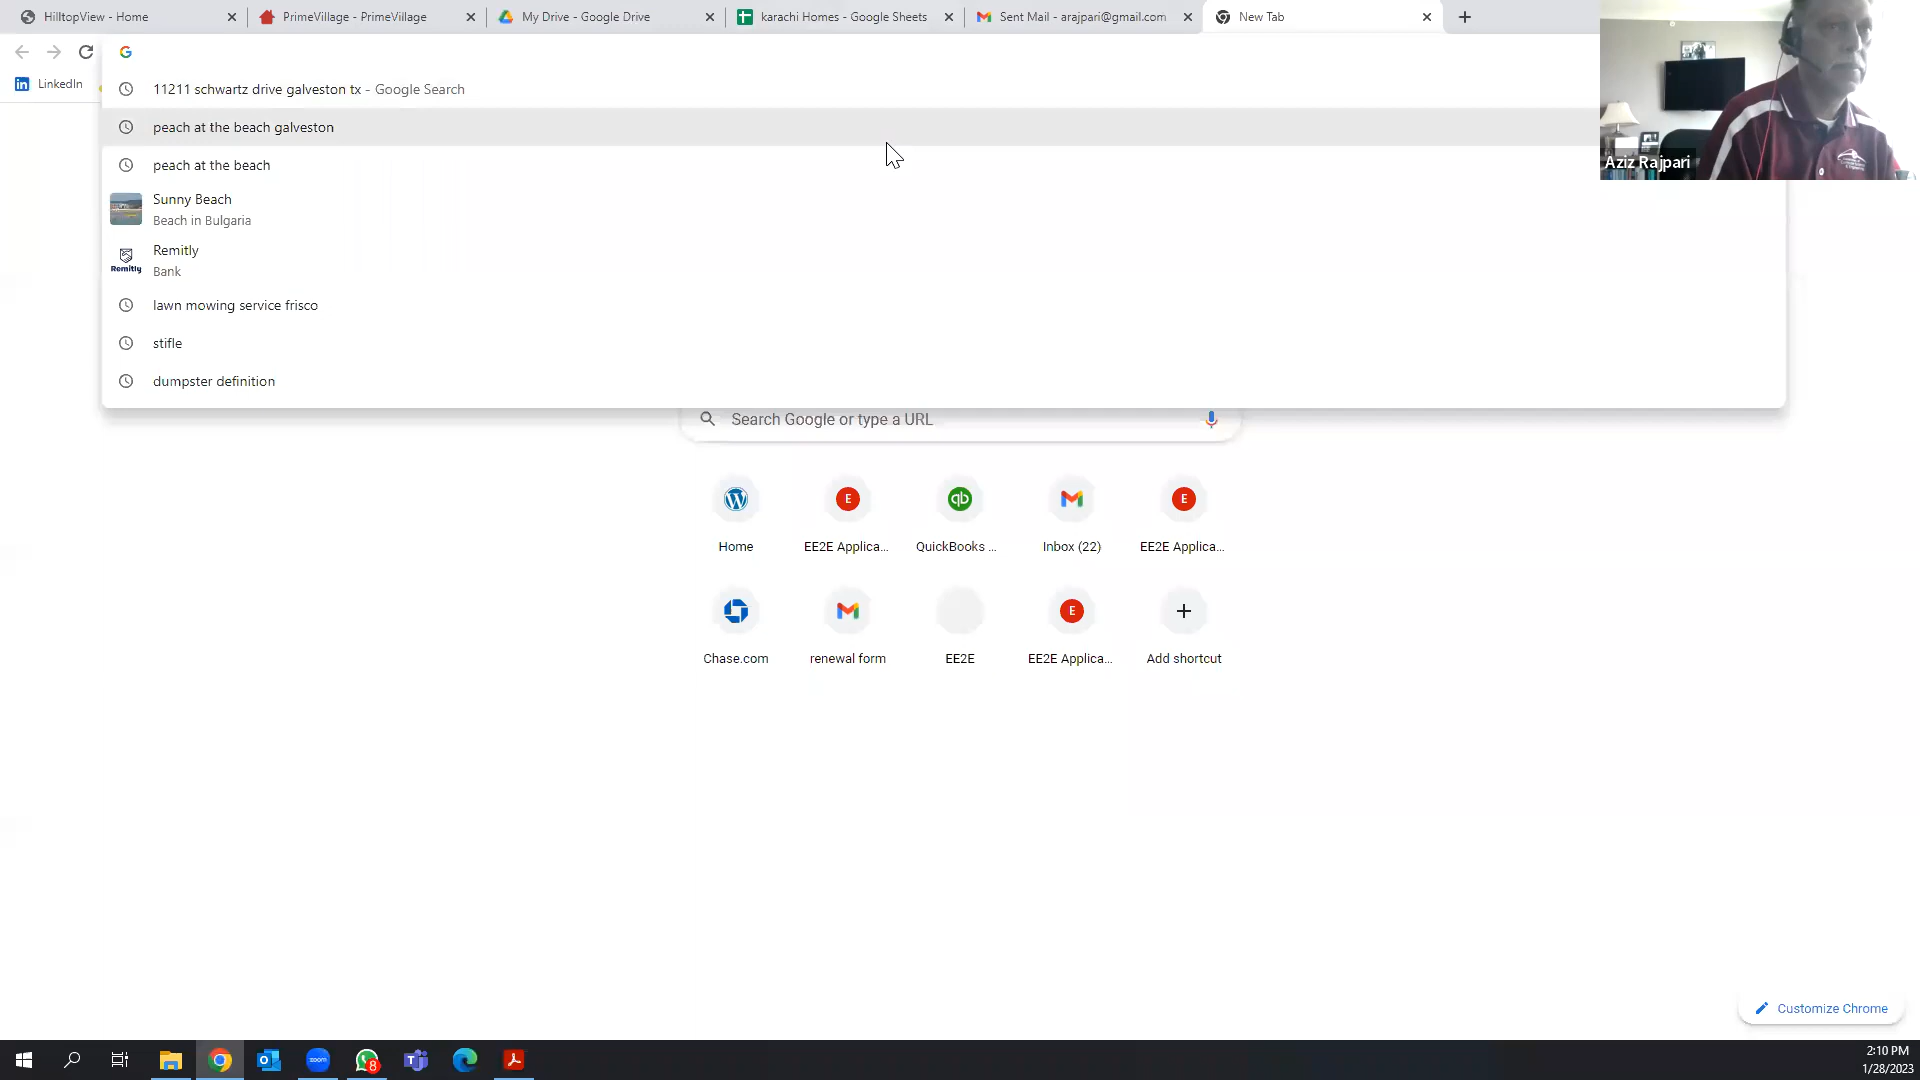 HilltopView - Home
PrimeVillage - PrimeViilage
My Drive - Google Drive
karachi Homes - Google Sheets
Sent Mail - arajpari@gmail.com
New Tab
LinkedIn
11211 schwartz drive galveston tx - Google Search
peach at the beach galveston
peach at the beach
Sunny Beach
Beach in Bulgaria
Remitly
Remitly
Bank
lawn mowing service frisco
stifle
dumpster definition
Aziz Rajpari
Search Google or type a URL
Home
EE2E Applica...
QuickBooks ...
Inbox (22)
EE2E Applica...
Chase.com
renewal form
EE2E
EE2E Applica...
Add shortcut
Customize Chrome
zoom
8
2:10 PM
1/28/2023